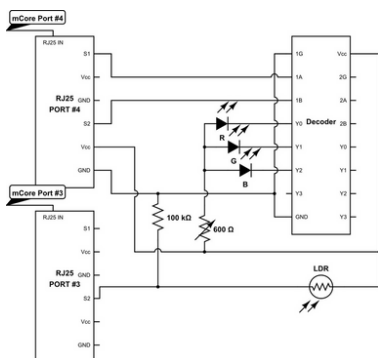 mCore Port #4
RJ25 IN
S1
Vcc
GND
S2
Vcc
GND
RJ25
PORT
#4
mCore Port #3
RJ25 IN
S1
Vcc
GND
S2
Vcc
GND
RJ25
PORT #3
100 kΩ
600 Ω
R
G
B
1G
1A
1B
Y0
Y1
Y2
Y3
GND
Decoder
Vcc
2G
2A
2B
Y0
Y1
Y2
Y3
LDR